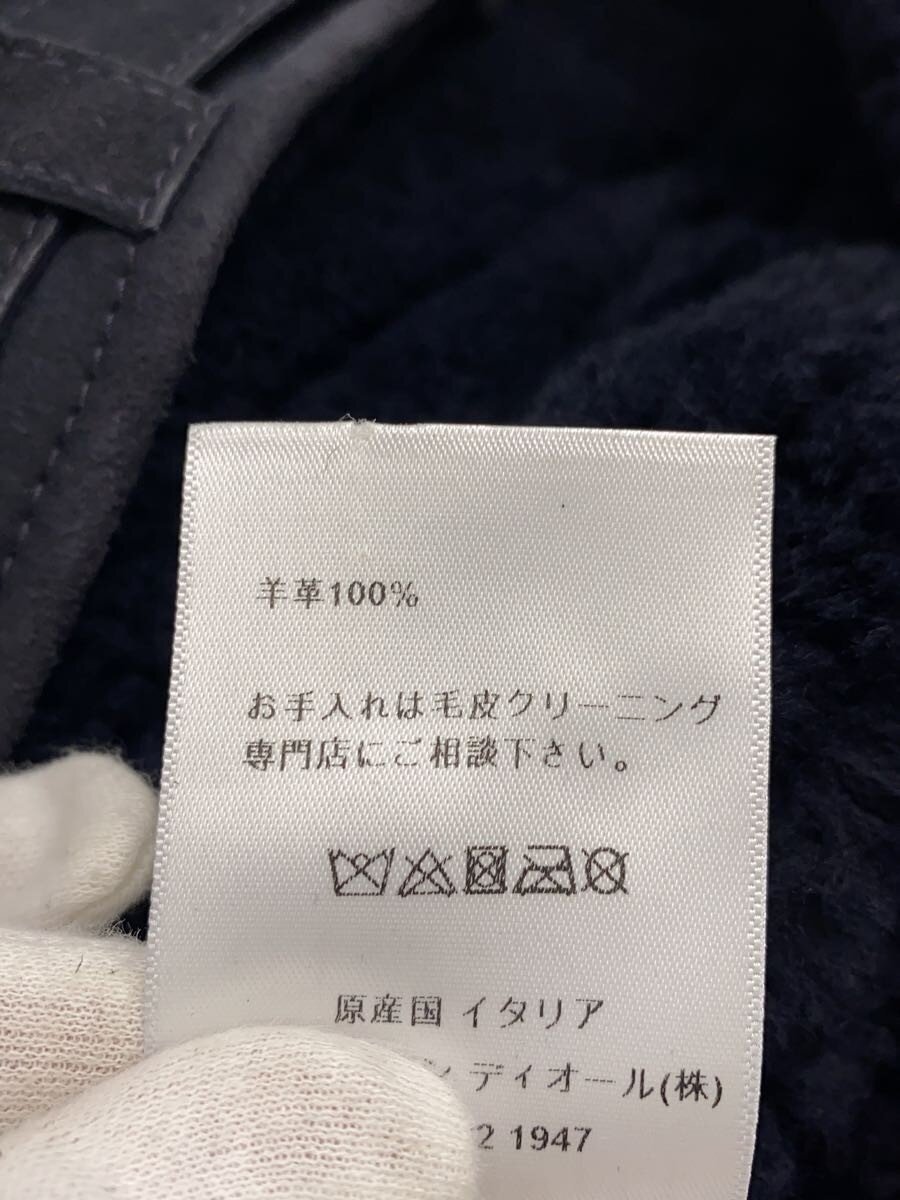 羊革100%
お手入れは毛皮クリーニング
専門店にご相談下さい。
原産国 イタリア
ディオール(株)
2 1947